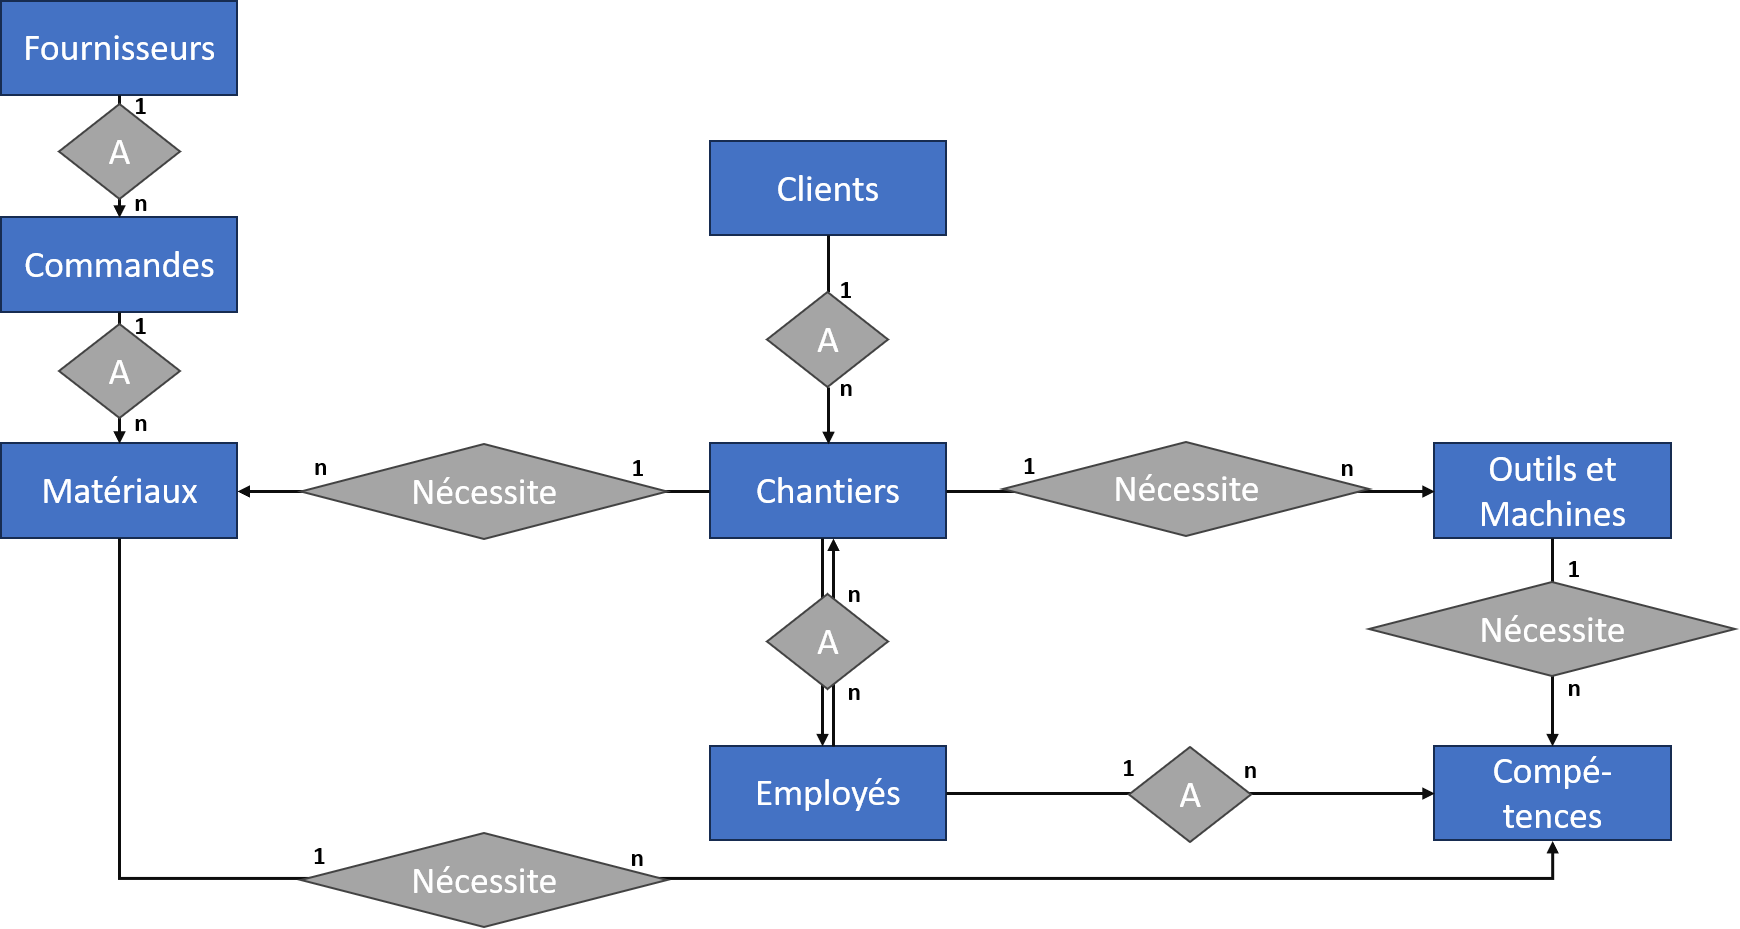 Fournisseurs
1
A
n
Commandes
1
A
n
Clients
1
A
n
Matériaux
n
Nécessite
1
Chantiers
1
Nécessite
n
Outils et
Machines
n
A
n
1
Nécessite
n
Employés
1
A
n
Compé-
tences
1
Nécessite
n